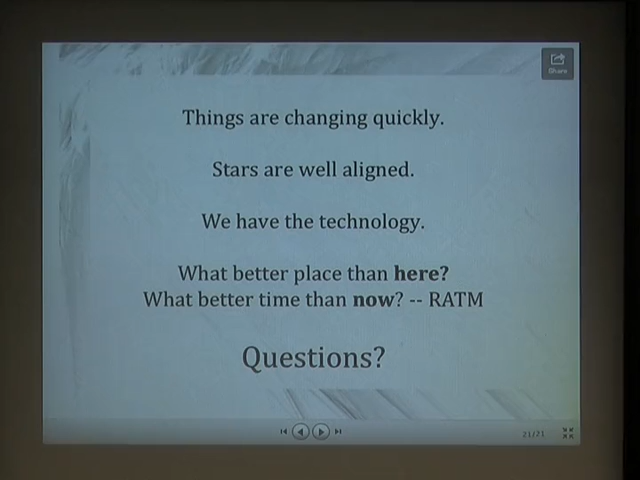 Share
Things are changing quickly.
Stars are well aligned.
We have the technology.
What better place than here?
What better time than now? -- RATM
Questions?
21/21